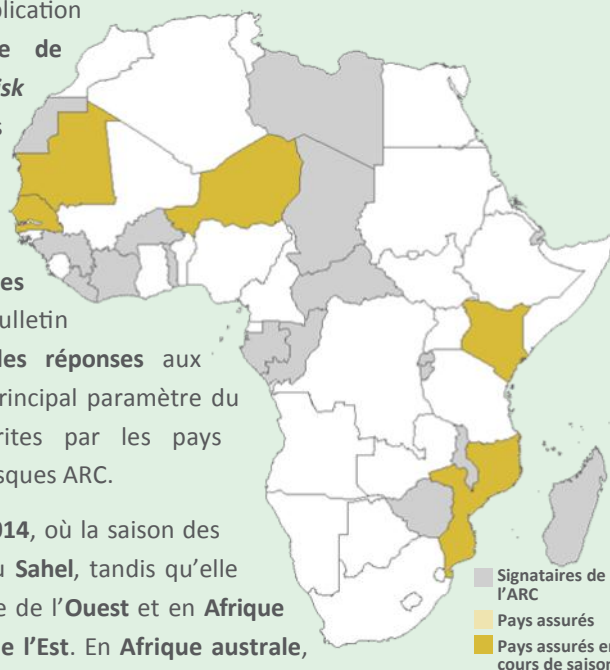 plication
e de
isk
s
es
ulletin
les réponses aux
rincipal paramètre du
rites par les pays
sques ARC.
014, où la saison des
u Sahel, tandis qu'elle
e de l'Ouest et en Afrique
e l'Est. En Afrique australe,
Signataires de
l'ARC
Pays assurés
Pays assurés en
cours de saison